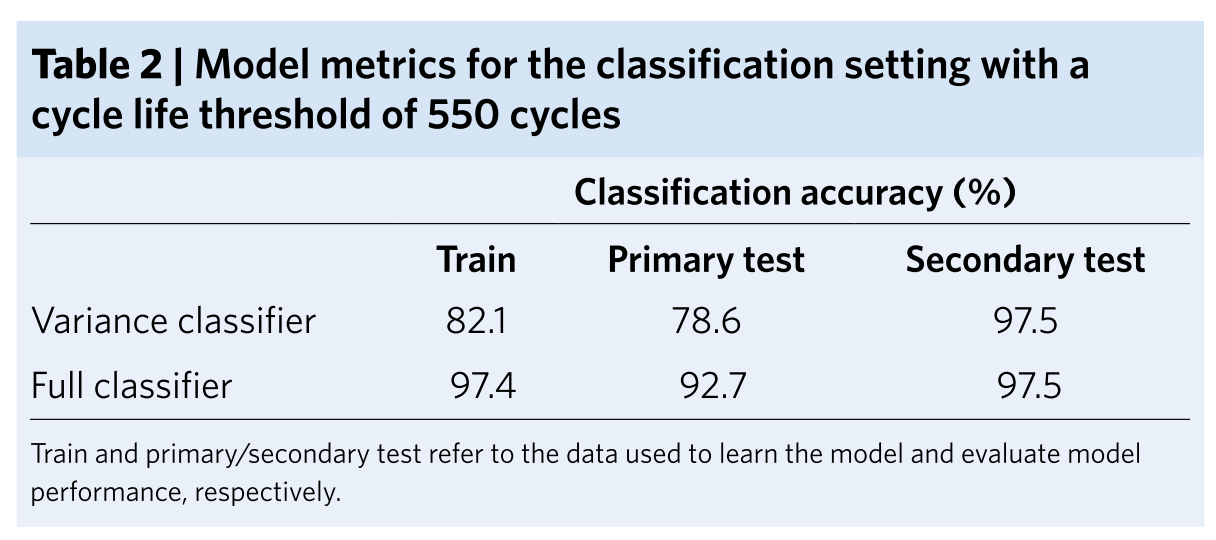 Table 2 | Model metrics for the classification setting with a
cycle life threshold of 550 cycles
Classification accuracy (%)
Train Primary test Secondary test
Variance classifier 82.1 78.6 97.5
Full classifier 97.4 92.7 97.5
Train and primary/secondary test refer to the data used to learn the model and evaluate model
performance, respectively.